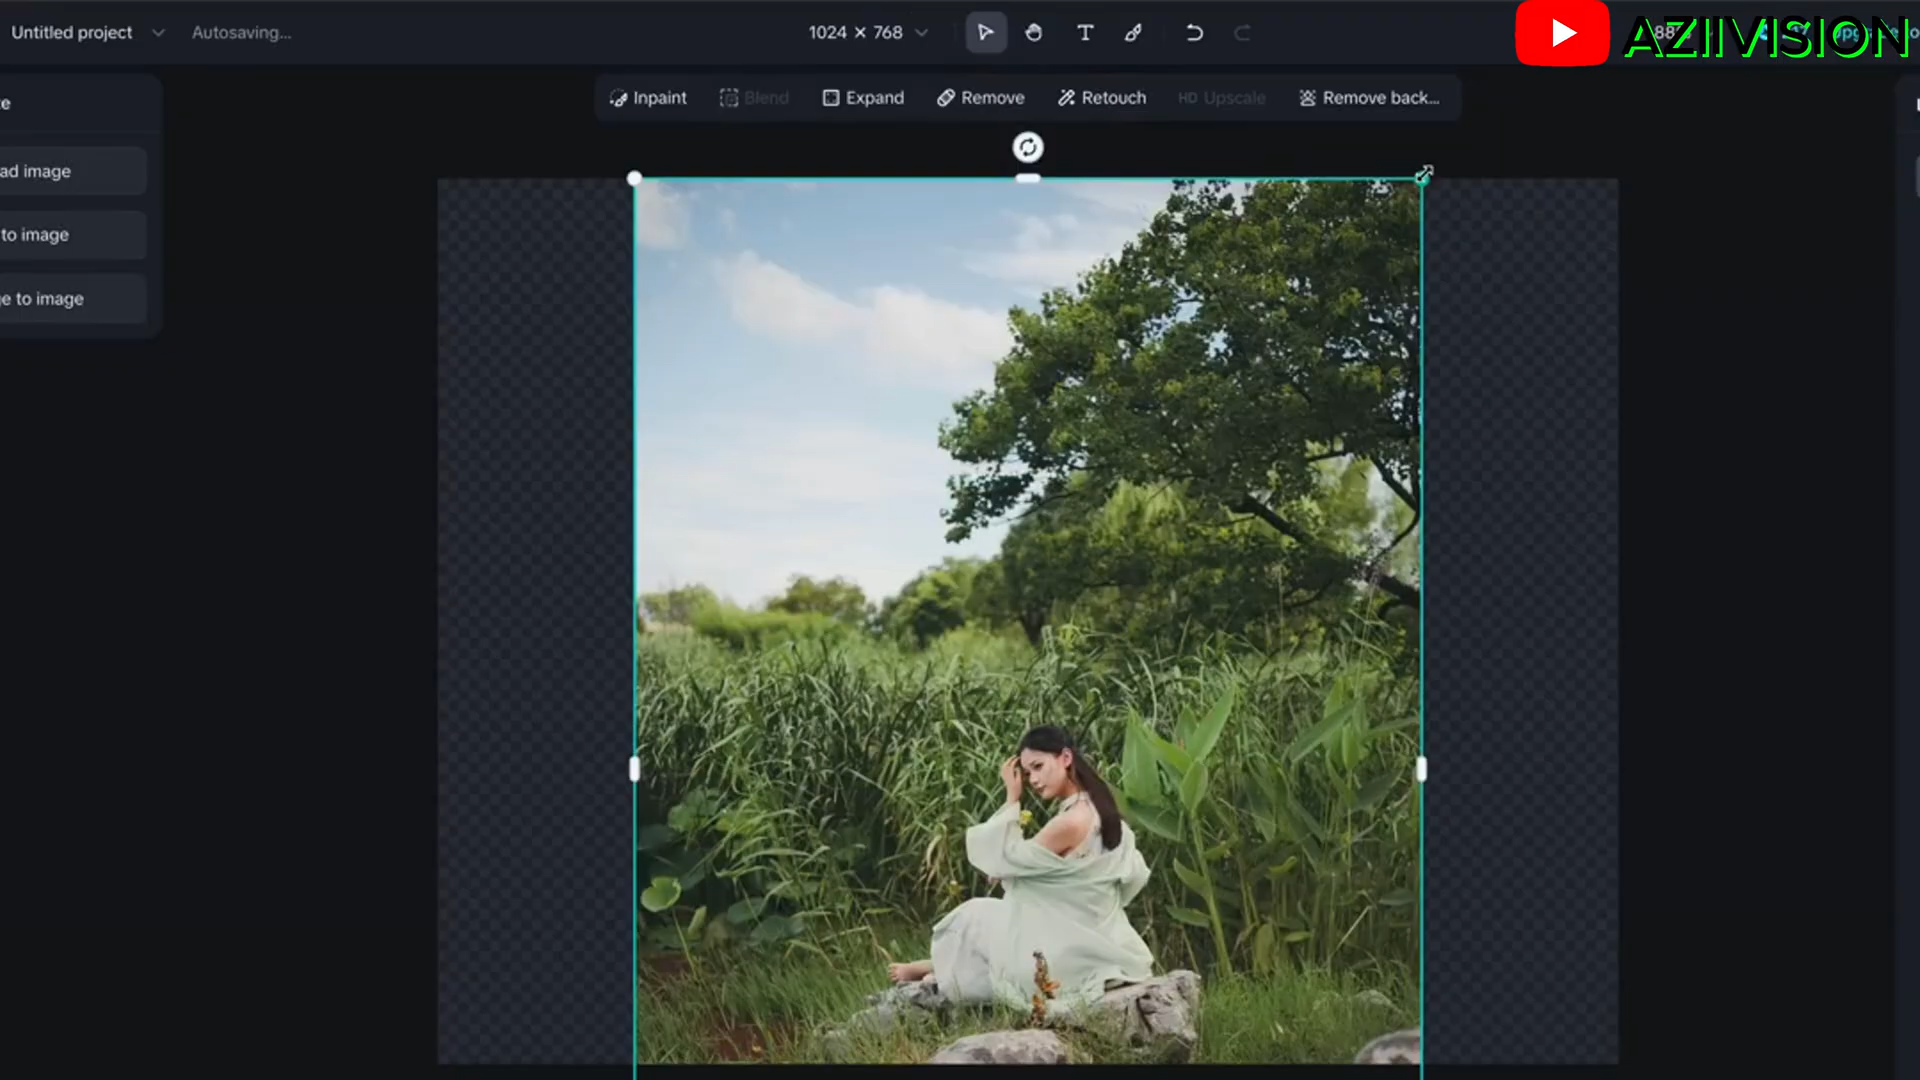 Untitled project
Autosaving...
1024 × 768
AZIIVISION
Inpaint
Blend
Expand
Remove
Retouch
HD Upscale
Remove back...
ad image
to image
e to image